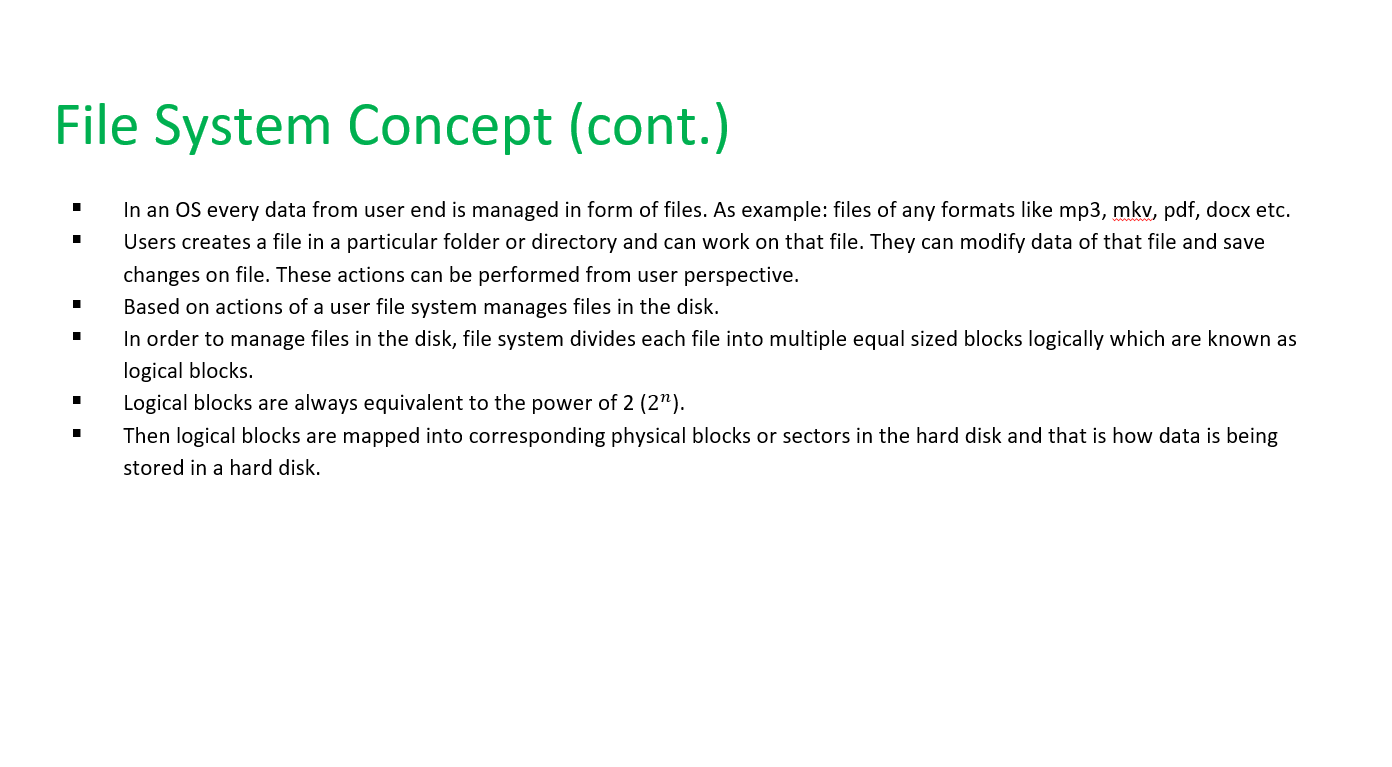 File System Concept (cont.)
▪ In an OS every data from user end is managed in form of files. As example: files of any formats like mp3, mkv, pdf, docx etc.
▪ Users creates a file in a particular folder or directory and can work on that file. They can modify data of that file and save
changes on file. These actions can be performed from user perspective.
▪ Based on actions of a user file system manages files in the disk.
▪ In order to manage files in the disk, file system divides each file into multiple equal sized blocks logically which are known as
logical blocks.
▪ Logical blocks are always equivalent to the power of 2 (2ⁿ).
▪ Then logical blocks are mapped into corresponding physical blocks or sectors in the hard disk and that is how data is being
stored in a hard disk.